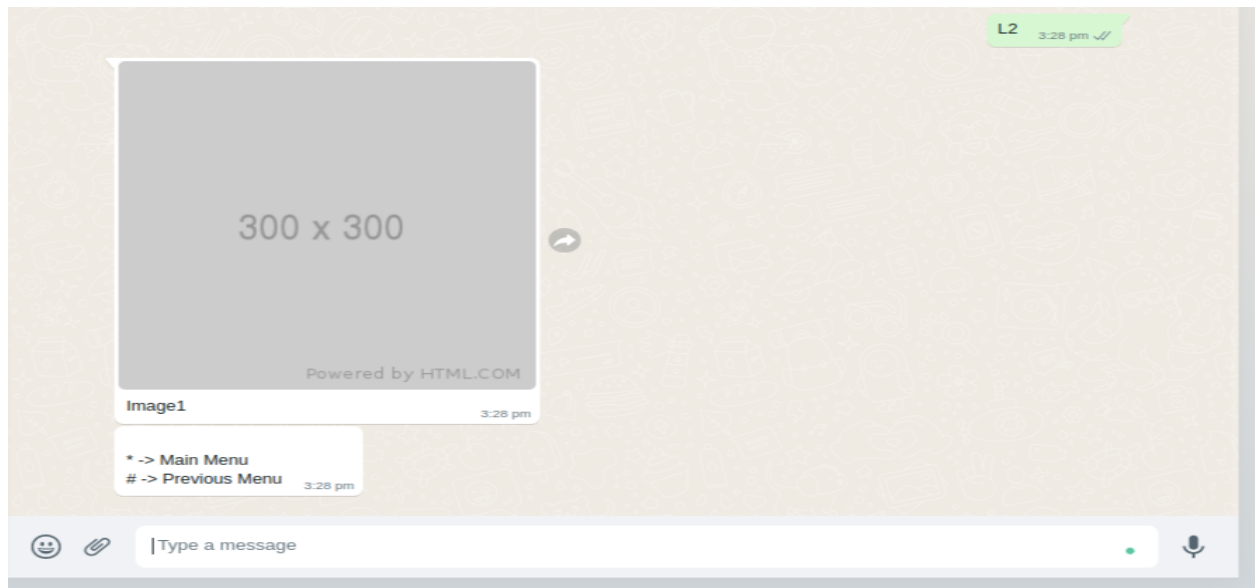 L2
3:28 pm
300 x 300
Powered by HTML.COM
Image1
3:28 pm
* -> Main Menu
# -> Previous Menu
3:28 pm
Type a message